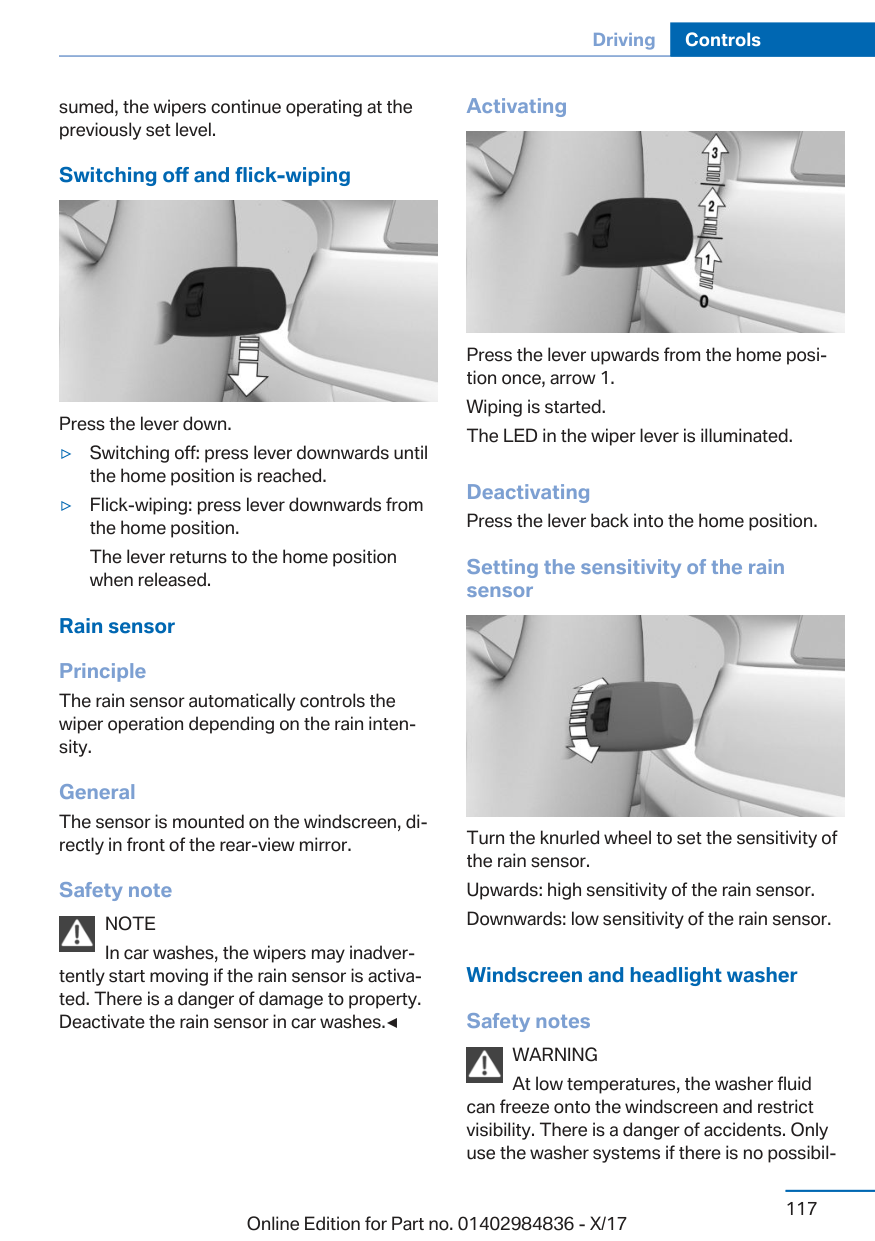 Driving Controls
sumed, the wipers continue operating at the
previously set level.
Switching off and flick-wiping
Press the lever down.
▷ Switching off: press lever downwards until
the home position is reached.
▷ Flick-wiping: press lever downwards from
the home position.
The lever returns to the home position
when released.
Rain sensor
Principle
The rain sensor automatically controls the
wiper operation depending on the rain inten-
sity.
General
The sensor is mounted on the windscreen, di-
rectly in front of the rear-view mirror.
Safety note
NOTE
In car washes, the wipers may inadver-
tently start moving if the rain sensor is activa-
ted. There is a danger of damage to property.
Deactivate the rain sensor in car washes.◄
Activating
3
2
1
0
Press the lever upwards from the home posi-
tion once, arrow 1.
Wiping is started.
The LED in the wiper lever is illuminated.
Deactivating
Press the lever back into the home position.
Setting the sensitivity of the rain
sensor
Turn the knurled wheel to set the sensitivity of
the rain sensor.
Upwards: high sensitivity of the rain sensor.
Downwards: low sensitivity of the rain sensor.
Windscreen and headlight washer
Safety notes
WARNING
At low temperatures, the washer fluid
can freeze onto the windscreen and restrict
visibility. There is a danger of accidents. Only
use the washer systems if there is no possibil-
117
Online Edition for Part no. 01402984836 - X/17